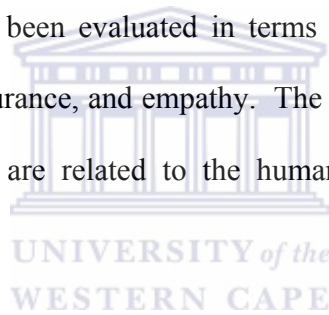 been evaluated in terms
urance, and empathy. The
are related to the human
UNIVERSITY of the
WESTERN CAPE